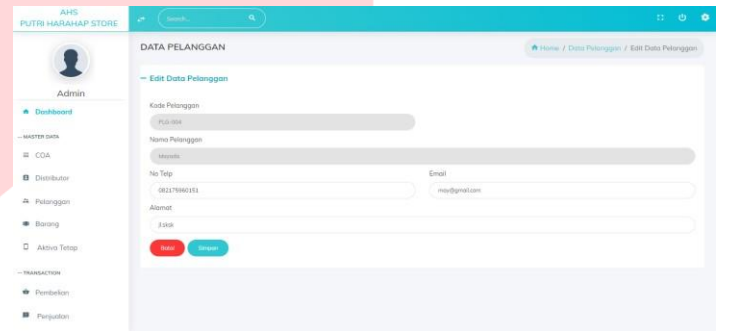 AHS
PUTRI HARAHAP STORE
Search...
DATA PELANGGAN
Home / Data Pelanggan / Edit Data Pelanggan
Admin
Dashboard
— MASTER DATA
COA
Distributor
Pelanggan
Barang
Aktiva Tetap
— TRANSACTION
Pembelian
Penjualan
— Edit Data Pelanggan
Kode Pelanggan
PLG-004
Nama Pelanggan
No Telp
Email
082175960151
may@gmail.com
Alamat
Batal
Simpan